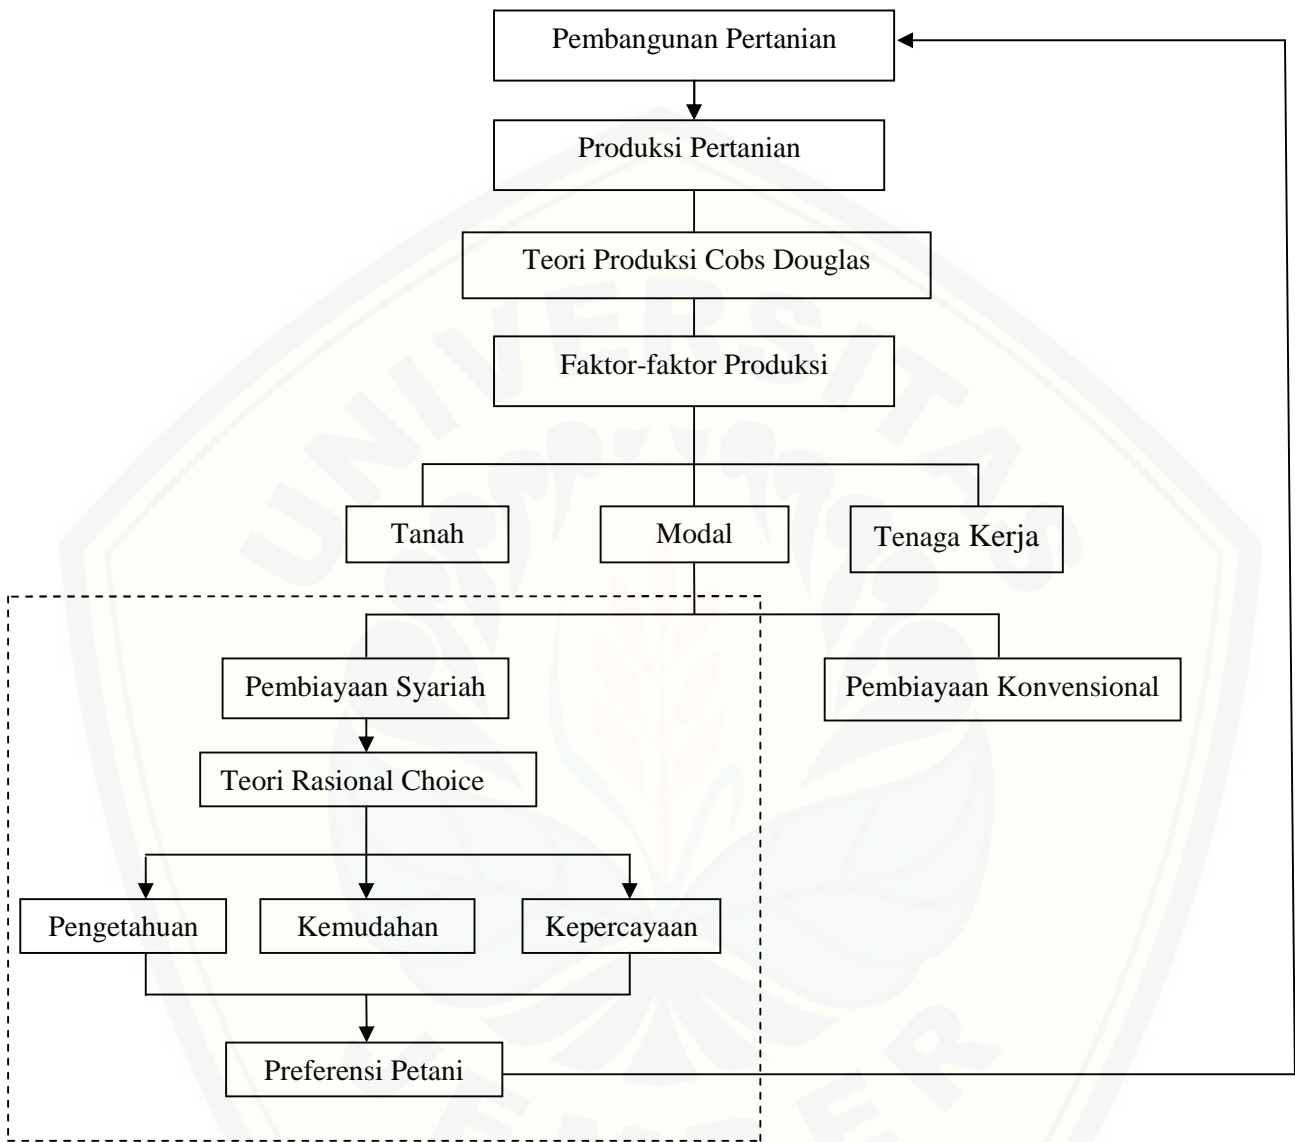 Pembangunan Pertanian
Produksi Pertanian
Teori Produksi Cobs Douglas
Faktor-faktor Produksi
Tanah
Modal
Tenaga Kerja
Pembiayaan Syariah
Pembiayaan Konvensional
Teori Rasional Choice
Pengetahuan
Kemudahan
Kepercayaan
Preferensi Petani
UNIVERSITAS